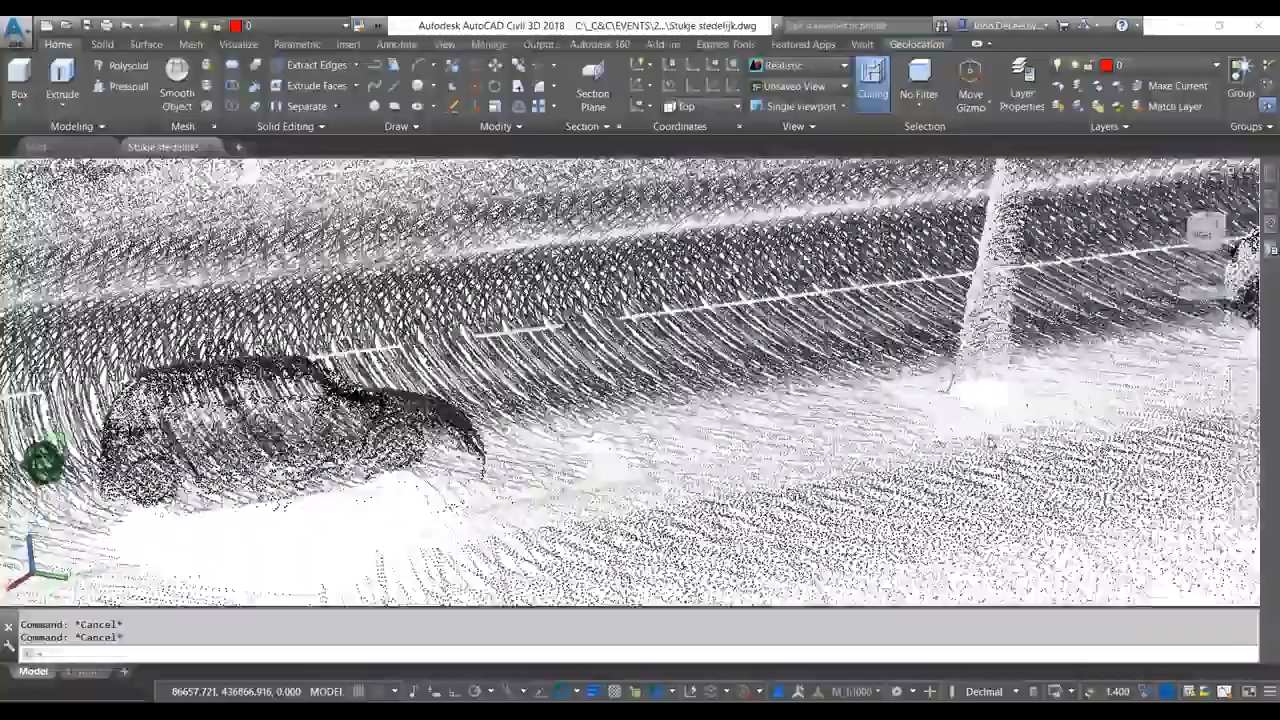 Autodesk AutoCAD Civil 3D 2018 C:\_C&C\EVENTS\2...\Stukje stedelijk.dwg
0
Home Solid Surface Mesh Visualize Parametric Insert Annotate View Manage Output Autodesk 360 Add-ins Express Tools Featured Apps Vault Geolocation
Polysolid Extract Edges Realistic 0
Presspull Extrude Faces Unsaved View Make Current
Box Extrude Smooth Object Separate Section Plane Top Single viewport Culling No Filter Move Gizmo Layer Properties Match Layer Group
Modeling Mesh Solid Editing Draw Modify Section Coordinates View Selection Layers Groups
Stukje stedelijk*
Command: *Cancel*
Command: *Cancel*
Model
86657.721, 436866.916, 0.000 MODEL Decimal 1.400